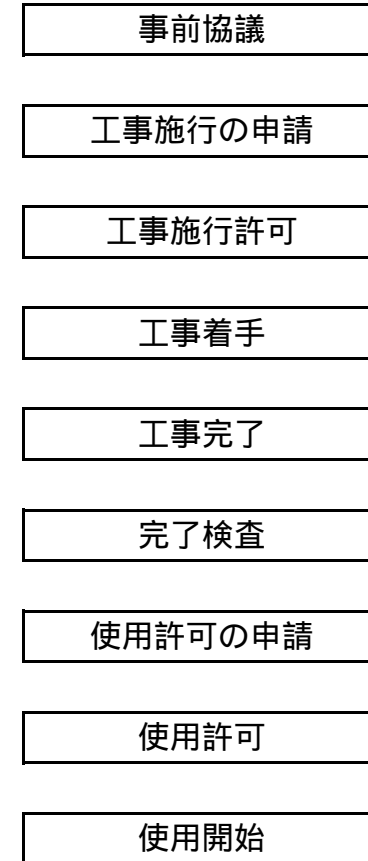 事前協議
工事施行の申請
工事施行許可
工事着手
工事完了
完了検査
使用許可の申請
使用許可
使用開始